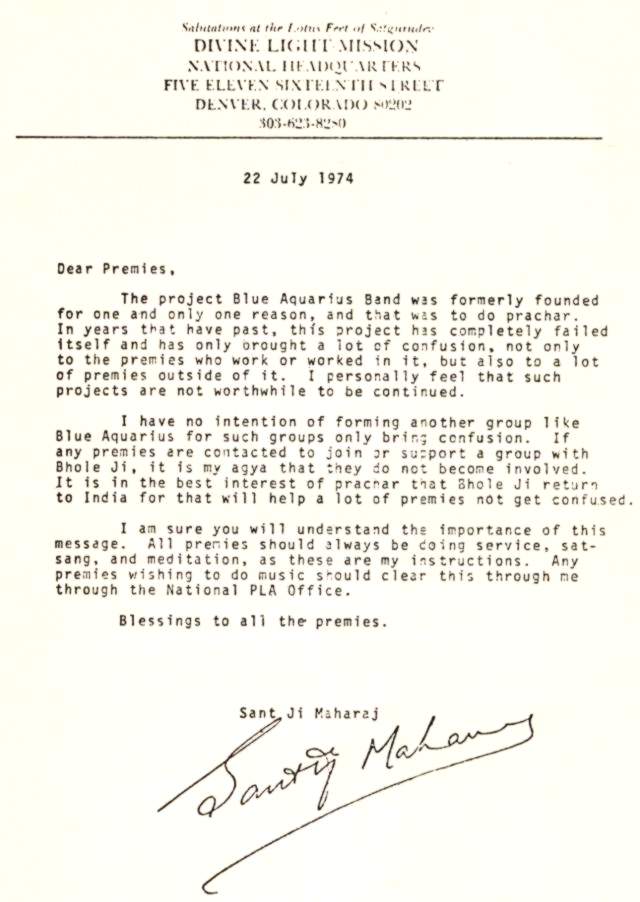 Salutations at the Lotus Feet of Satgurudev
DIVINE LIGHT MISSION
NATIONAL HEADQUARTERS
FIVE ELEVEN SIXTEENTH STREET
DENVER, COLORADO 80202
303-623-8280
22 July 1974
Dear Premies,
The project Blue Aquarius Band was formerly founded
for one and only one reason, and that was to do prachar.
In years that have past, this project has completely failed
itself and has only brought a lot of confusion, not only
to the premies who work or worked in it, but also to a lot
of premies outside of it.  I personally feel that such
projects are not worthwhile to be continued.
I have no intention of forming another group like
Blue Aquarius for such groups only bring confusion.  If
any premies are contacted to join or support a group with
Bhole Ji, it is my agya that they do not become involved.
It is in the best interest of prachar that Bhole Ji return
to India for that will help a lot of premies not get confused.
I am sure you will understand the importance of this
message.  All premies should always be doing service, sat-
sang, and meditation, as these are my instructions.  Any
premies wishing to do music should clear this through me
through the National PLA Office.
Blessings to all the premies.
Sant Ji Maharaj
Sant Ji Maharaj